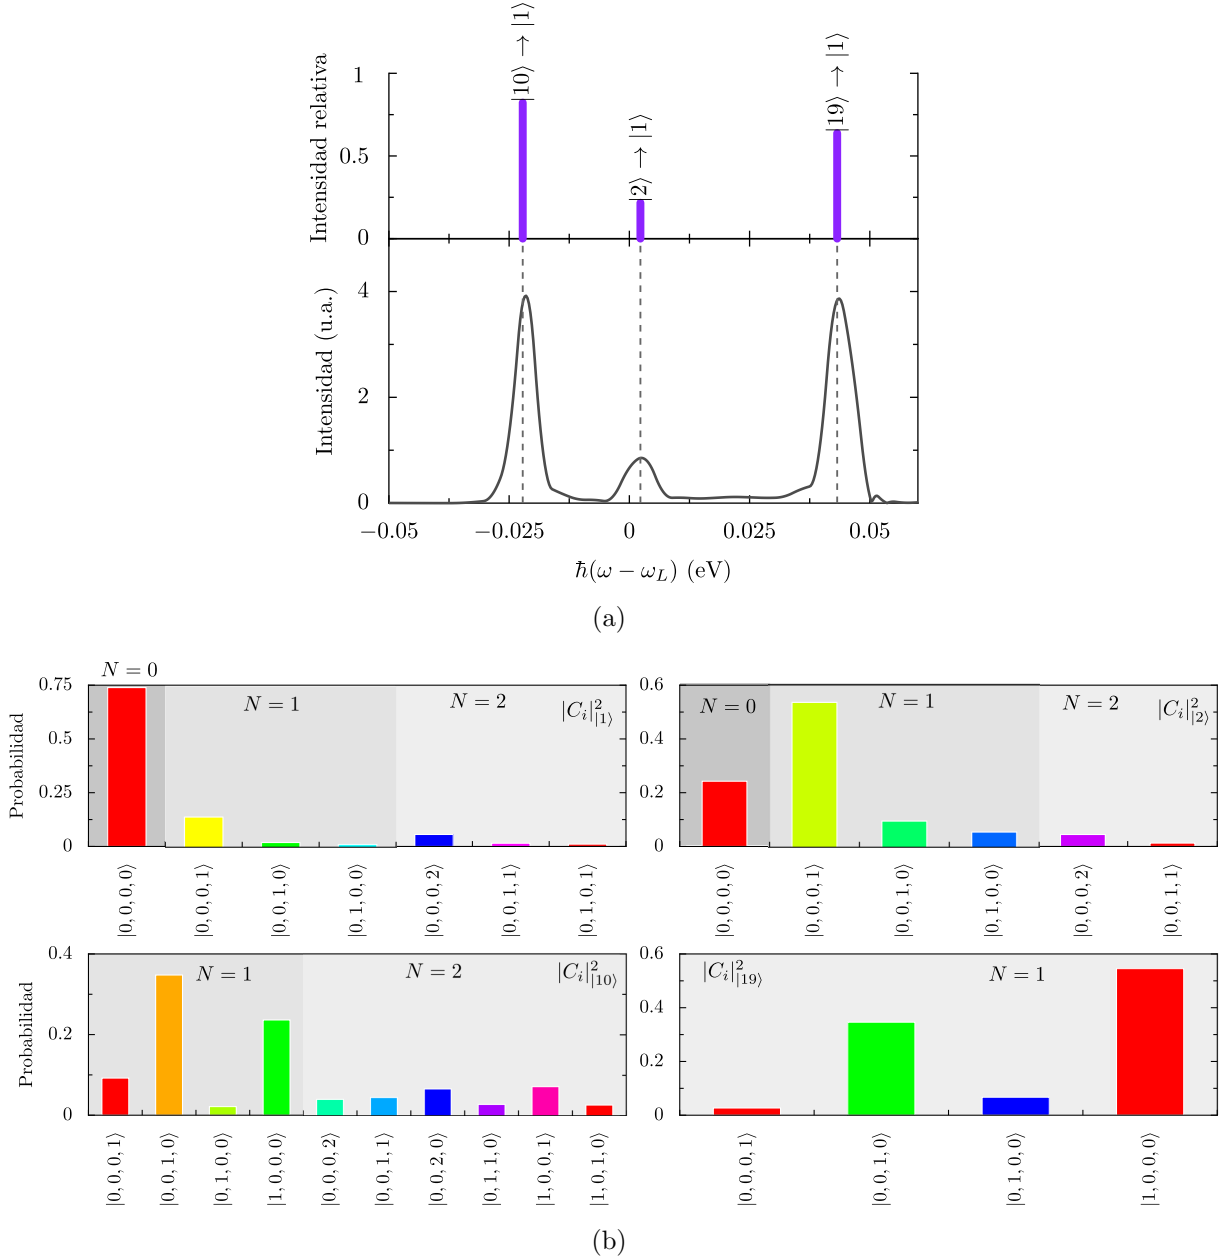 |10⟩ → |1⟩
|2⟩ → |1⟩
|19⟩ → |1⟩
Intensidad relativa
1
0.5
0
Intensidad (u.a.)
4
2
0
−0.05
−0.025
0
0.025
0.05
ħ(ω − ω_L) (eV)
(a)
N = 0
N = 1
N = 2
|C_i|²_{|1⟩}
Probabilidad
0.75
0.5
0.25
0
|0, 0, 0, 0⟩
|0, 0, 0, 1⟩
|0, 0, 1, 0⟩
|0, 1, 0, 0⟩
|0, 0, 0, 2⟩
|0, 0, 1, 1⟩
|0, 1, 0, 1⟩
N = 0
N = 1
N = 2
|C_i|²_{|2⟩}
0.6
0.4
0.2
0
|0, 0, 0, 0⟩
|0, 0, 0, 1⟩
|0, 0, 1, 0⟩
|0, 1, 0, 0⟩
|0, 0, 0, 2⟩
|0, 0, 1, 1⟩
N = 1
N = 2
|C_i|²_{|10⟩}
Probabilidad
0.4
0.2
0
|0, 0, 0, 1⟩
|0, 0, 1, 0⟩
|0, 1, 0, 0⟩
|1, 0, 0, 0⟩
|0, 0, 0, 2⟩
|0, 0, 1, 1⟩
|0, 0, 2, 0⟩
|0, 1, 1, 0⟩
|1, 0, 0, 1⟩
|1, 0, 1, 0⟩
|C_i|²_{|19⟩}
N = 1
0.6
0.4
0.2
0
|0, 0, 0, 1⟩
|0, 0, 1, 0⟩
|0, 1, 0, 0⟩
|1, 0, 0, 0⟩
(b)